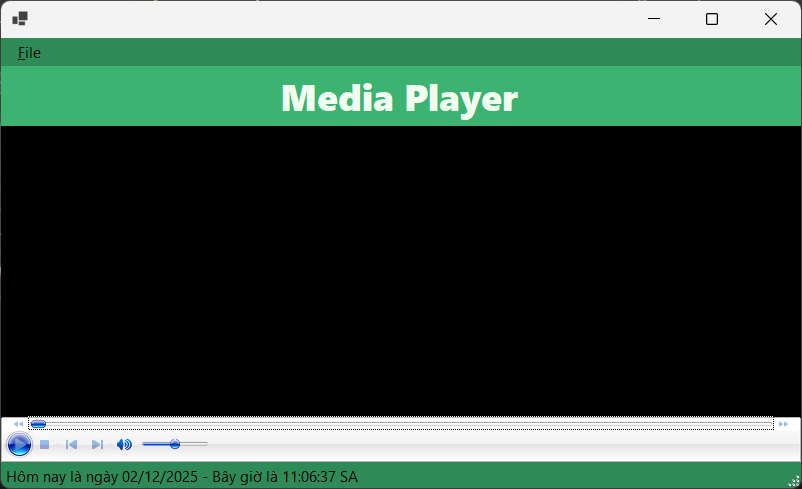 File
Media Player
Hôm nay là ngày 02/12/2025 - Bây giờ là 11:06:37 SA